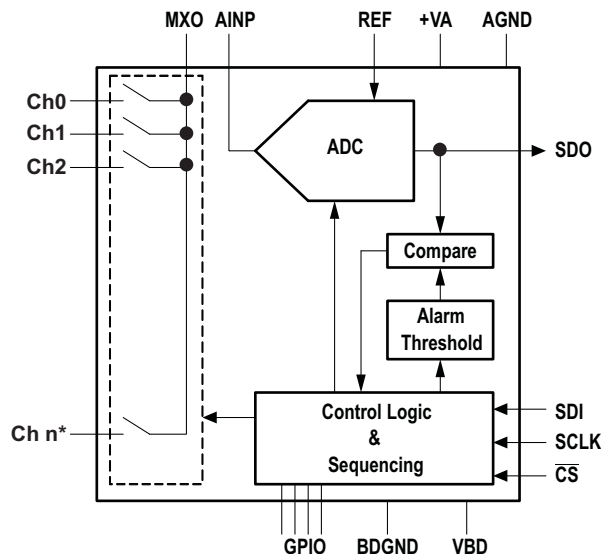 MXO AINP REF +VA AGND
Ch0
Ch1
Ch2
ADC
SDO
Compare
Alarm
Threshold
Ch n*
Control Logic
&
Sequencing
SDI
SCLK
C̅S̅
GPIO BDGND VBD